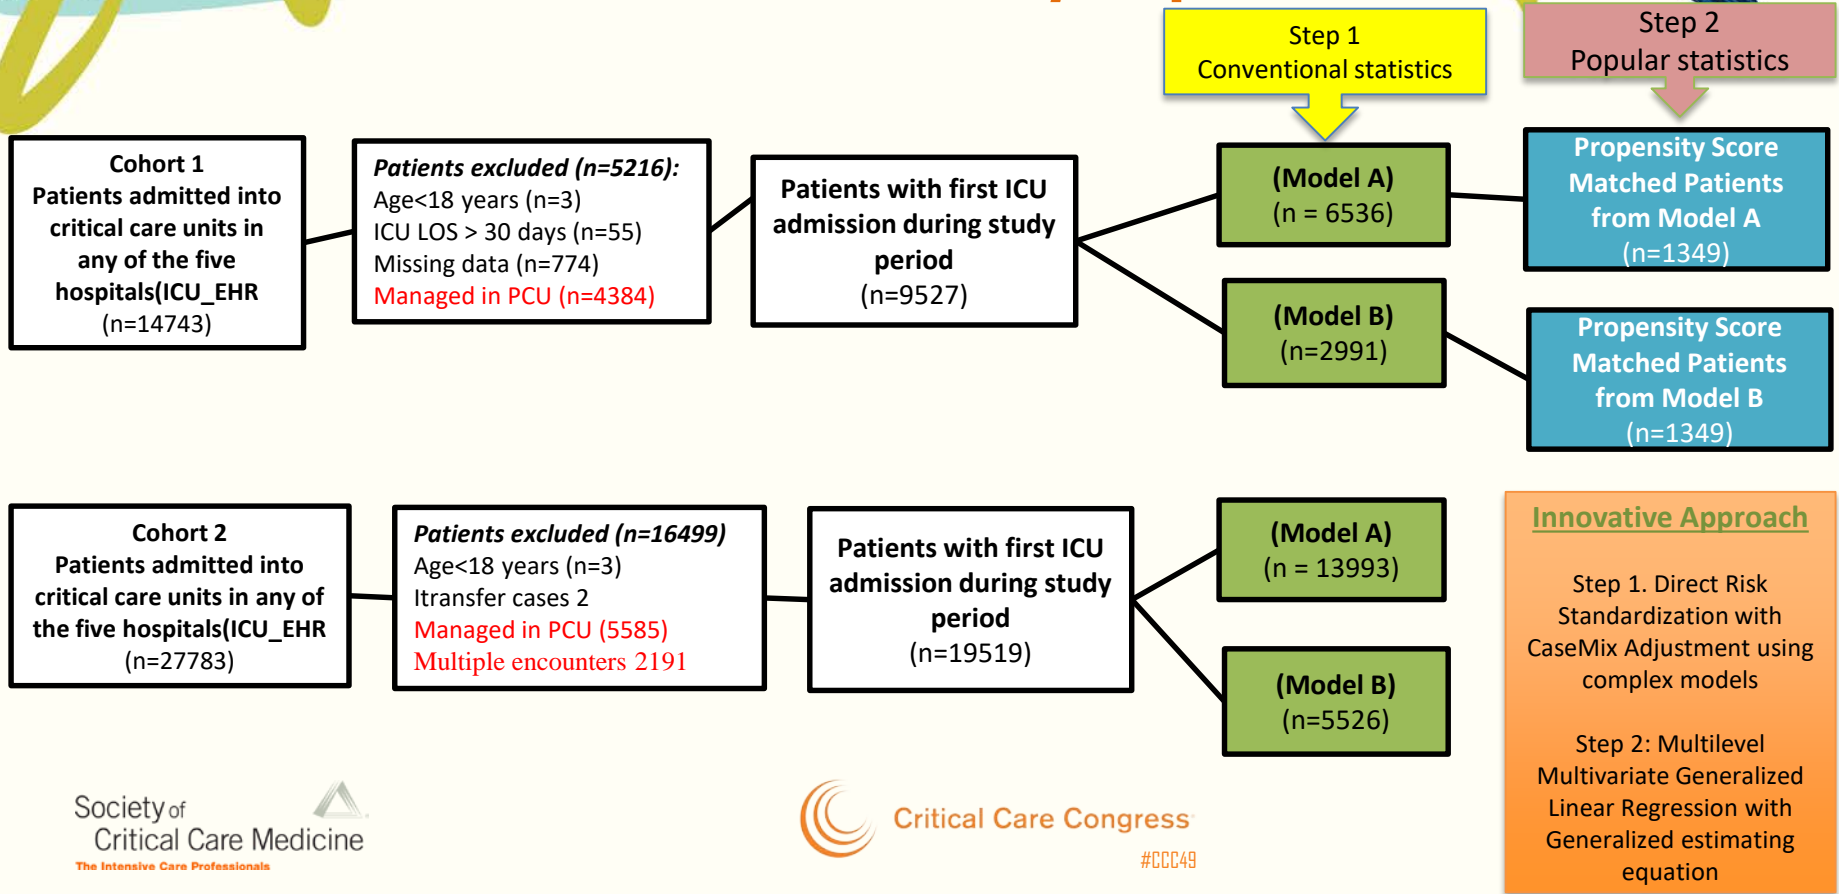 Step 1
Conventional statistics
Step 2
Popular statistics
Cohort 1
Patients admitted into
critical care units in
any of the five
hospitals(ICU_EHR
(n=14743)
Patients excluded (n=5216):
Age<18 years (n=3)
ICU LOS > 30 days (n=55)
Missing data (n=774)
Managed in PCU (n=4384)
Patients with first ICU
admission during study
period
(n=9527)
(Model A)
(n = 6536)
(Model B)
(n=2991)
Propensity Score
Matched Patients
from Model A
(n=1349)
Propensity Score
Matched Patients
from Model B
(n=1349)
Cohort 2
Patients admitted into
critical care units in any of
the five hospitals(ICU_EHR
(n=27783)
Patients excluded (n=16499)
Age<18 years (n=3)
Itransfer cases 2
Managed in PCU (5585)
Multiple encounters 2191
Patients with first ICU
admission during study
period
(n=19519)
(Model A)
(n = 13993)
(Model B)
(n=5526)
Innovative Approach
Step 1. Direct Risk
Standardization with
CaseMix Adjustment using
complex models
Step 2: Multilevel
Multivariate Generalized
Linear Regression with
Generalized estimating
equation
Society of
Critical Care Medicine
The Intensive Care Professionals
Critical Care Congress
#CCC49